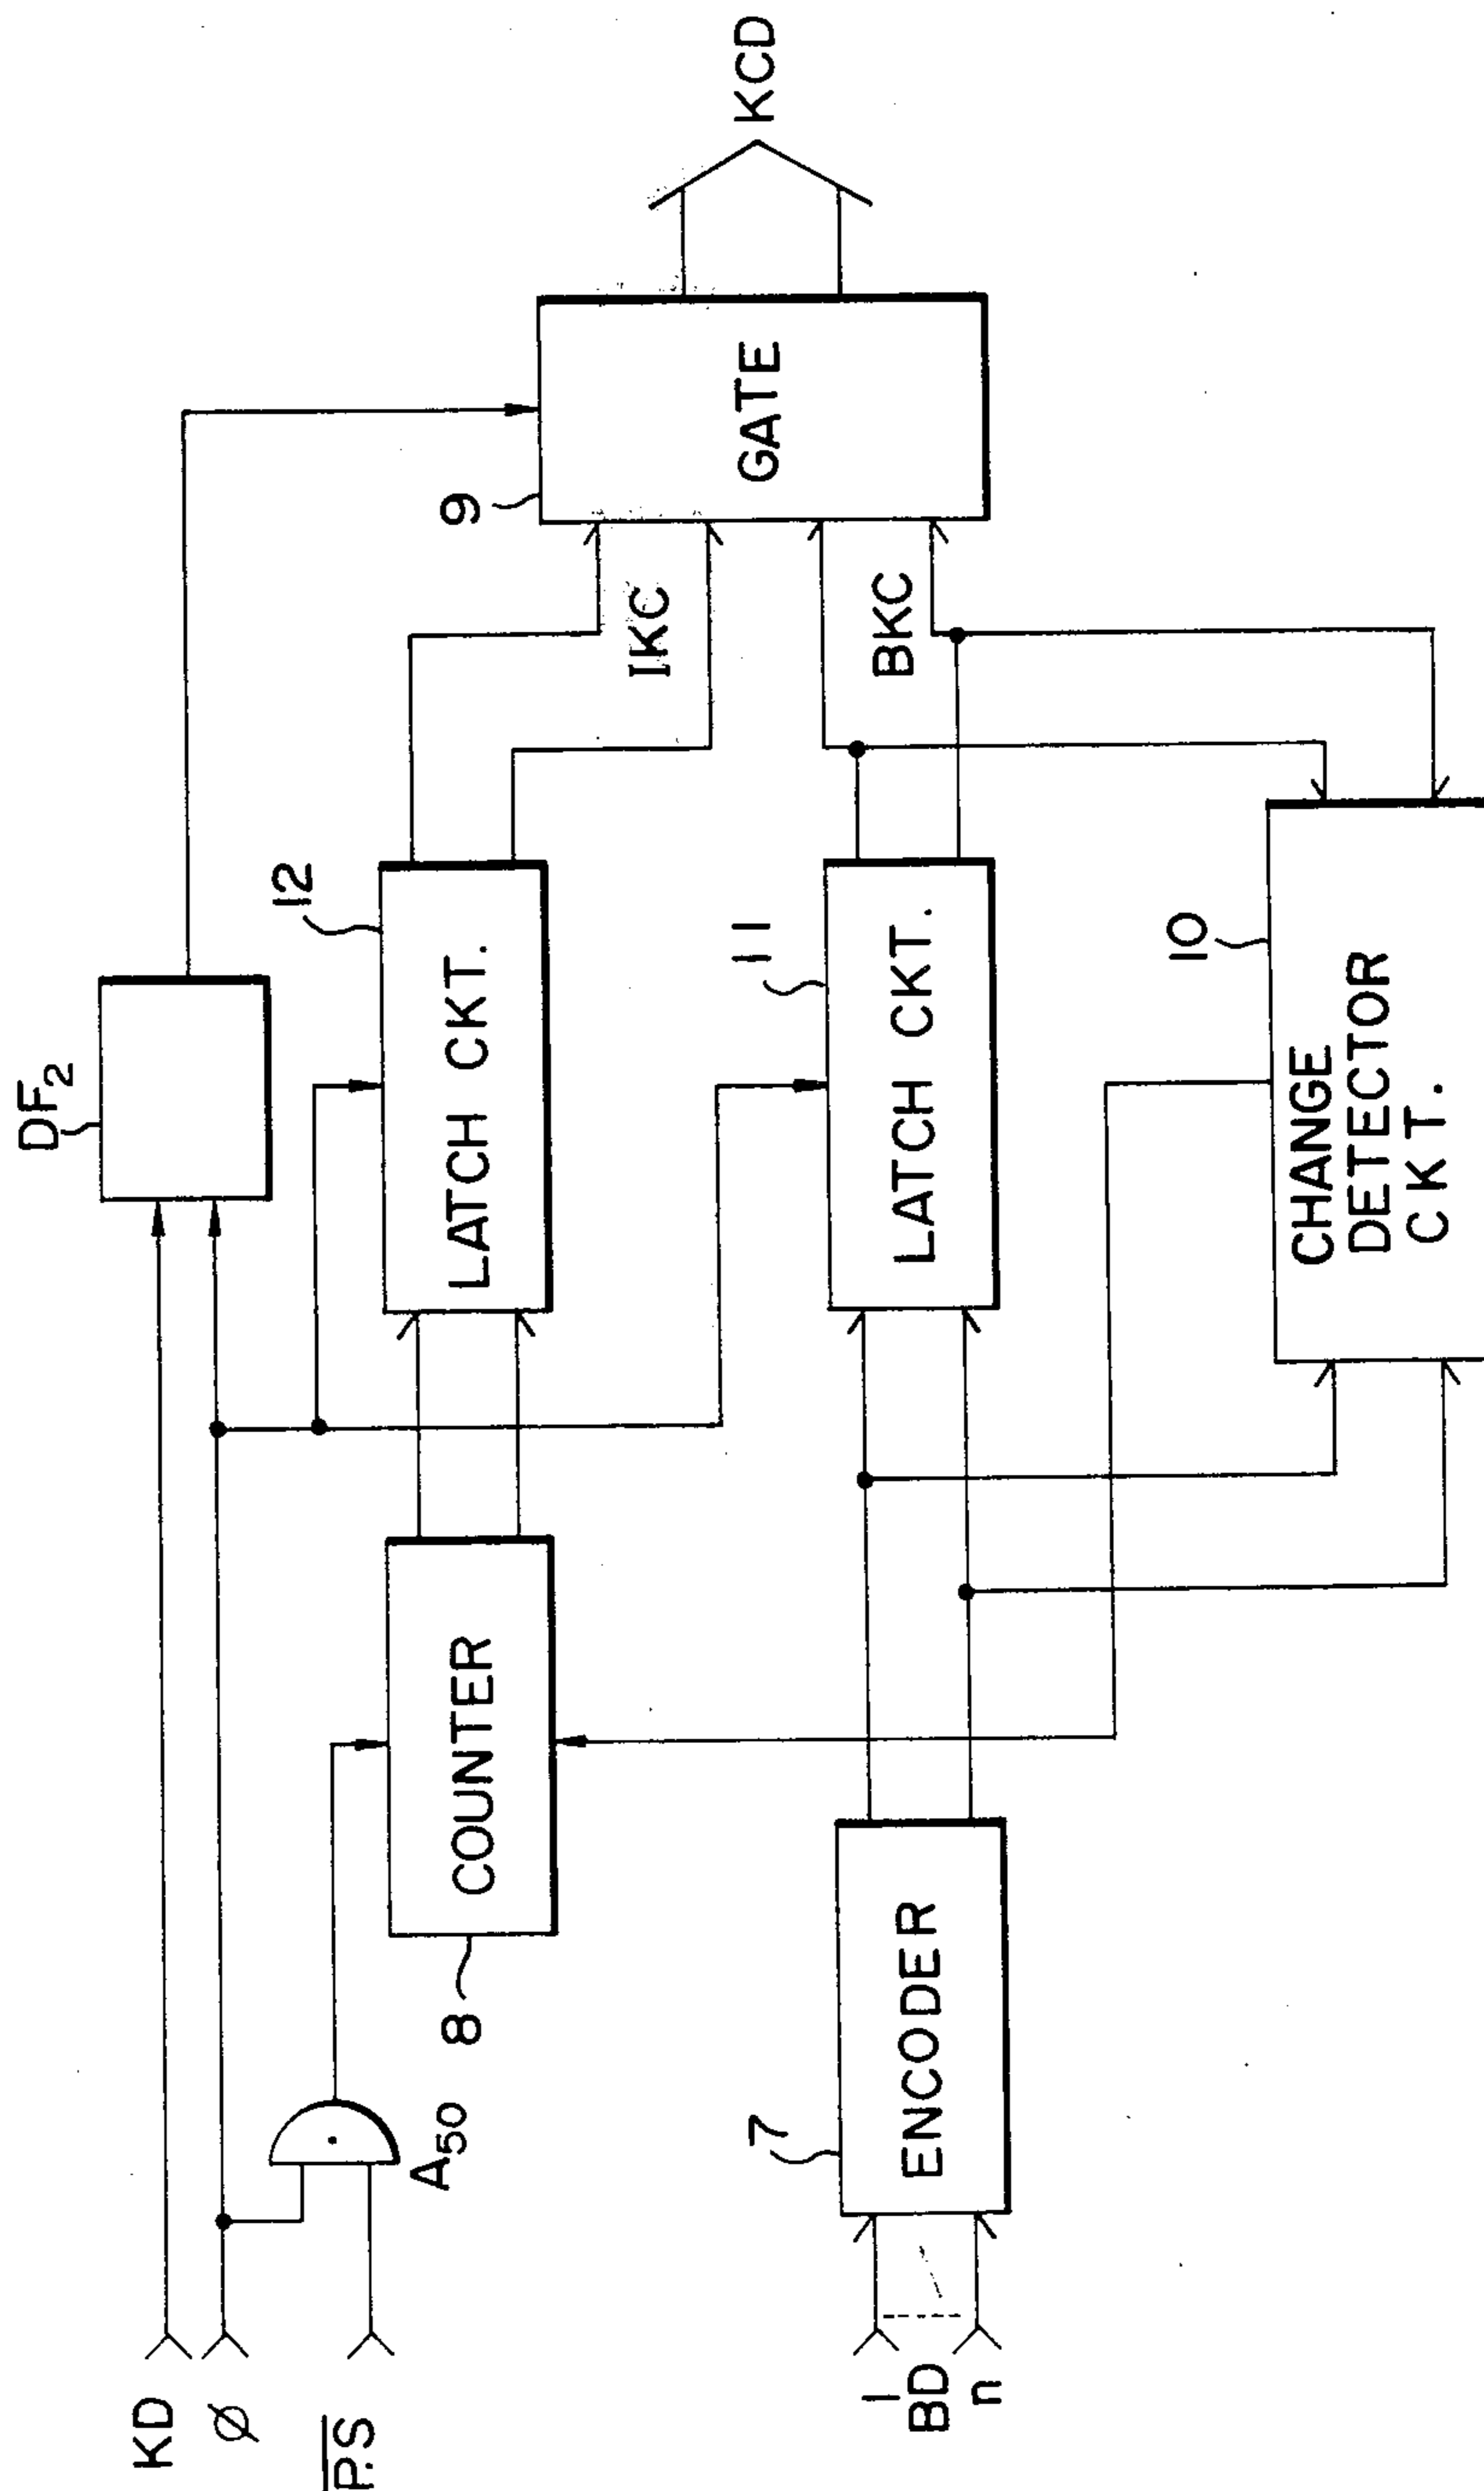 KD
Ø
P.S
1
BD
n
A50
8
COUNTER
7
ENCODER
DF2
12
LATCH CKT.
11
LATCH CKT.
10
CHANGE
DETECTOR
CKT.
IKC
BKC
9
GATE
KCD